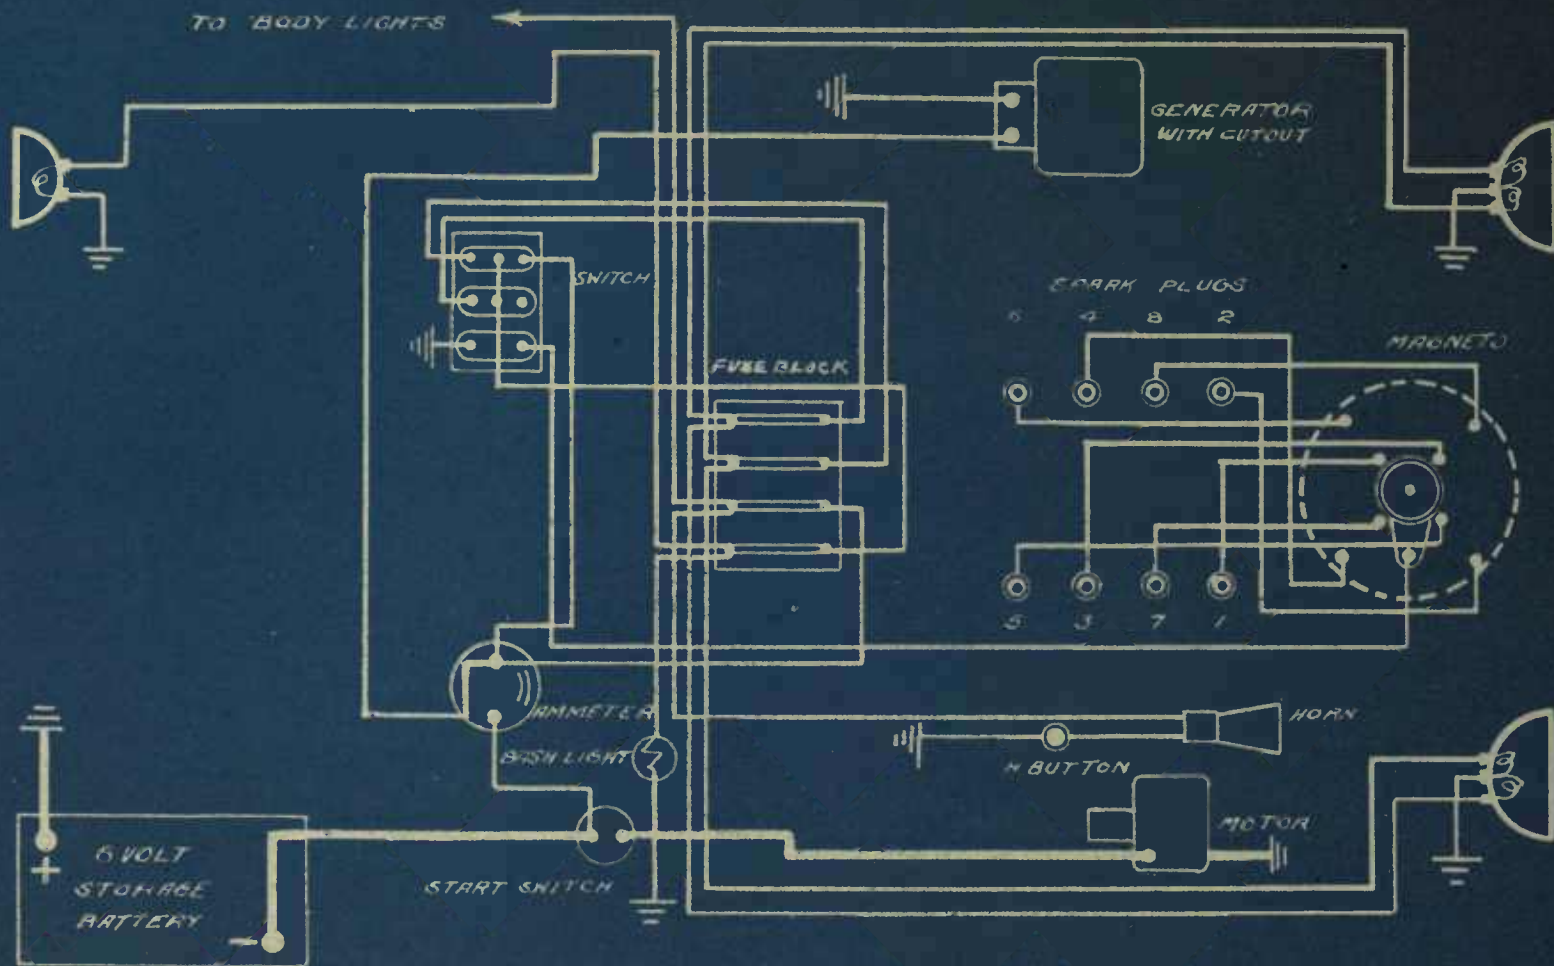 TO BODY LIGHTS
GENERATOR
WITH CUTOUT
SWITCH
SPARK PLUGS
6 4 8 2
MAGNETO
FUSE BLOCK
5 3 7 1
AMMETER
HORN
DASH LIGHT
H BUTTON
MOTOR
6 VOLT
STORAGE
BATTERY
+
-
START SWITCH